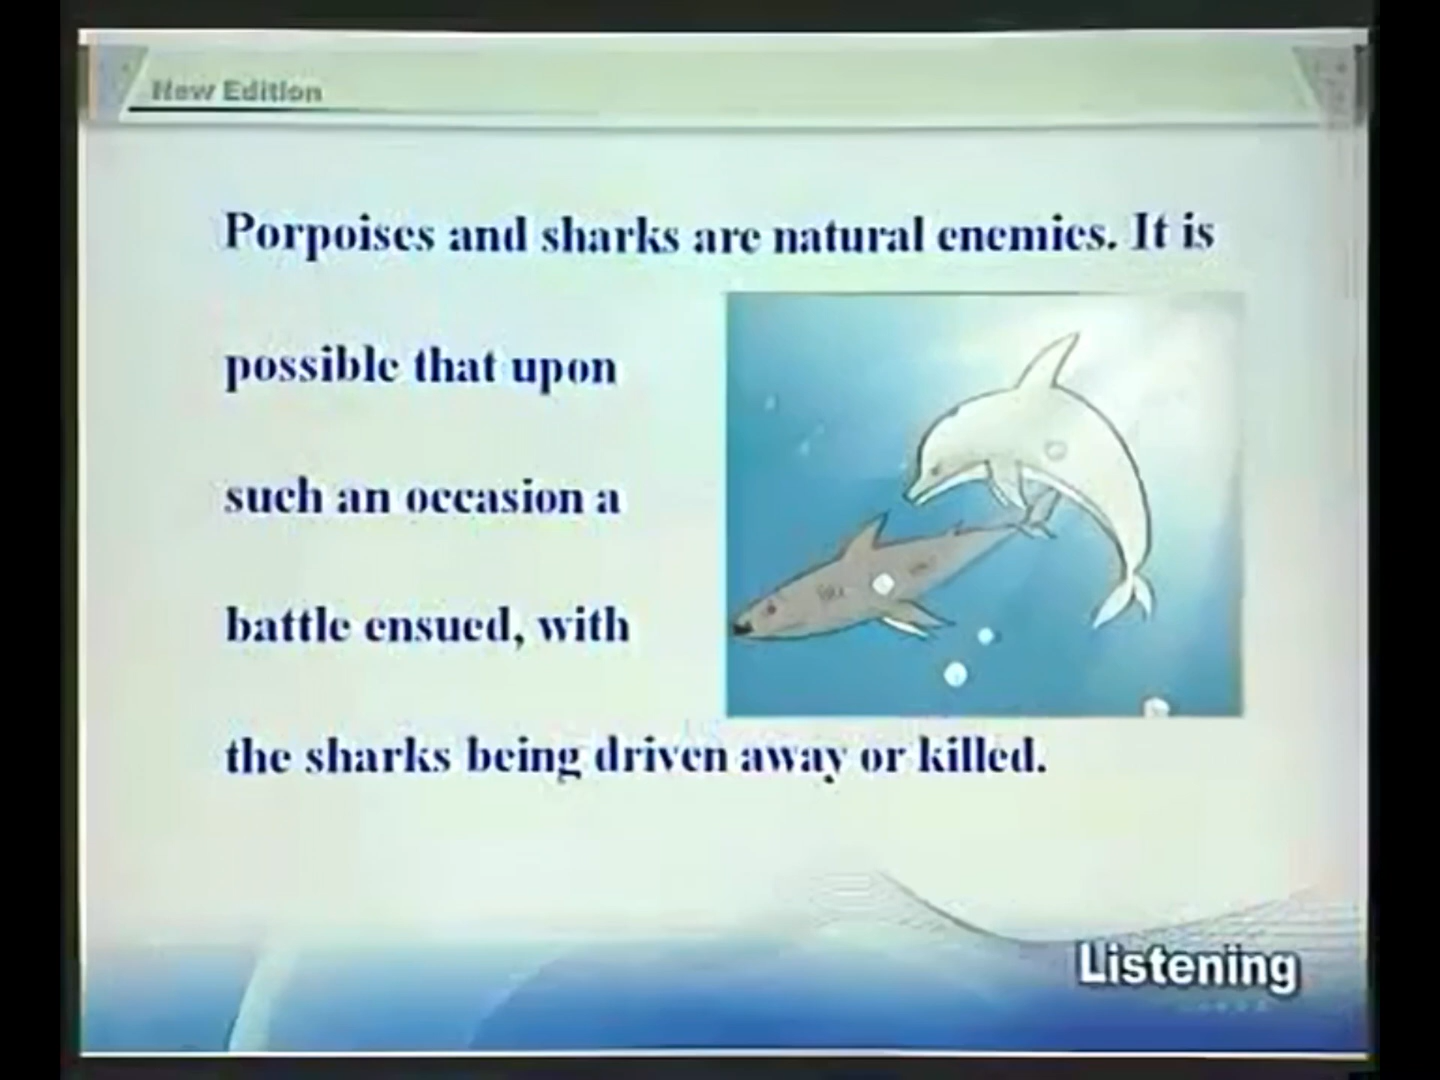 New Edition
Porpoises and sharks are natural enemies. It is
possible that upon
such an occasion a
battle ensued, with
the sharks being driven away or killed.
Listening